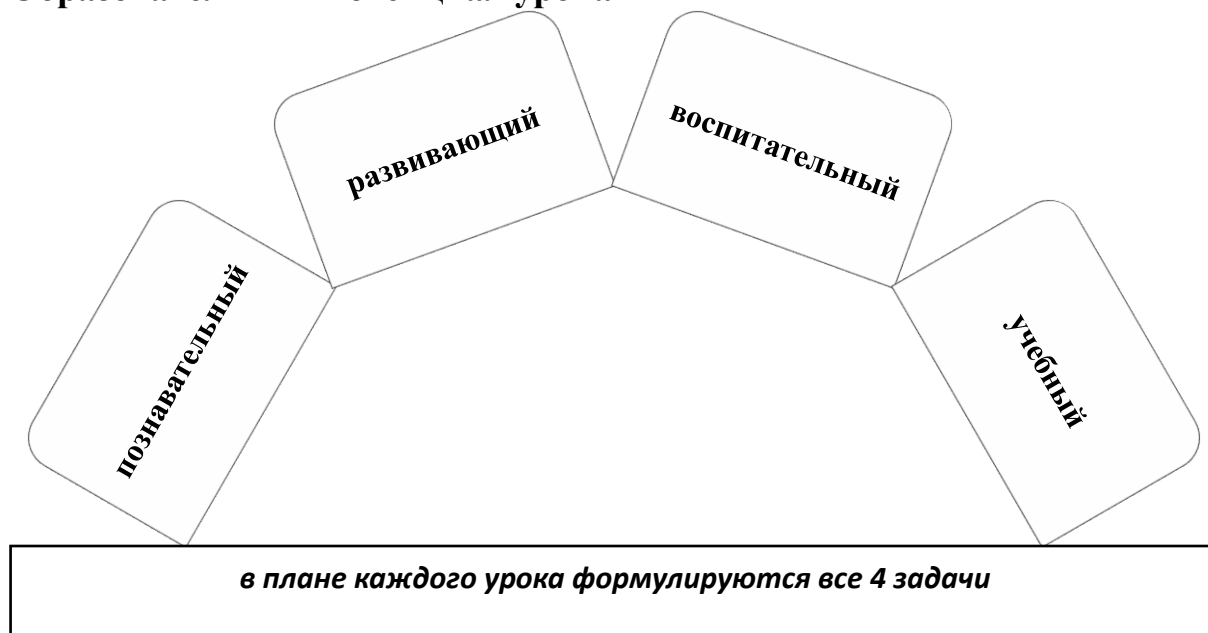 познавательный
развивающий
воспитательный
учебный
в плане каждого урока формулируются все 4 задачи